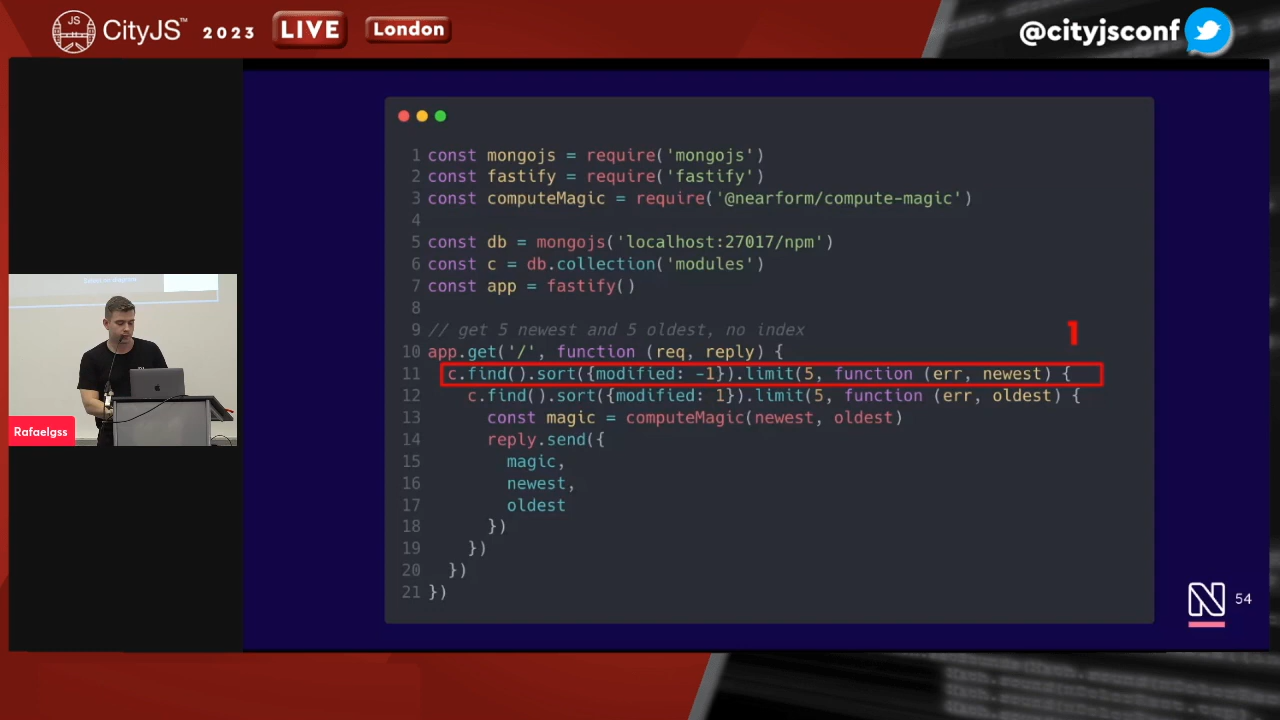 JS
CityJS™ 2023 LIVE London
@cityjsconf
1 const mongojs = require('mongojs')
2 const fastify = require('fastify')
3 const computeMagic = require('@nearform/compute-magic')
4
5 const db = mongojs('localhost:27017/npm')
6 const c = db.collection('modules')
7 const app = fastify()
8
9 // get 5 newest and 5 oldest, no index
1
10 app.get('/', function (req, reply) {
11 c.find().sort({modified: -1}).limit(5, function (err, newest) {
12 c.find().sort({modified: 1}).limit(5, function (err, oldest) {
13 const magic = computeMagic(newest, oldest)
14 reply.send({
15 magic,
16 newest,
17 oldest
18 })
19 })
20 })
21 })
Rafaelgss
N 54